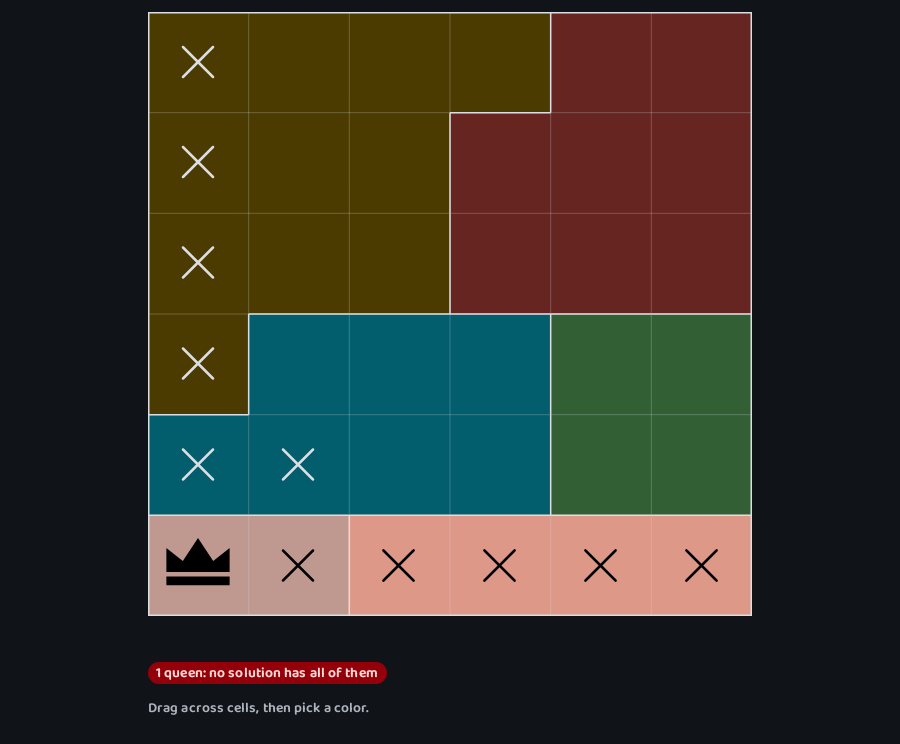 1 queen: no solution has all of them
Drag across cells, then pick a color.